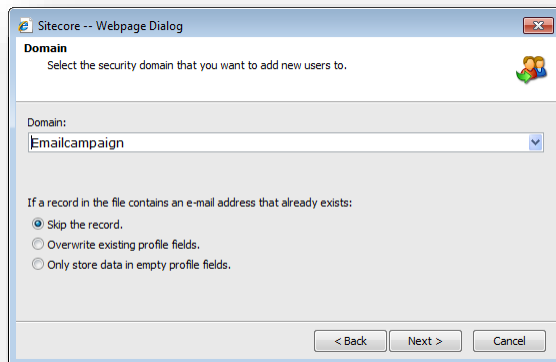 Sitecore -- Webpage Dialog
Domain
Select the security domain that you want to add new users to.
Domain:
Emailcampaign
If a record in the file contains an e-mail address that already exists:
Skip the record.
Overwrite existing profile fields.
Only store data in empty profile fields.
< Back Next > Cancel